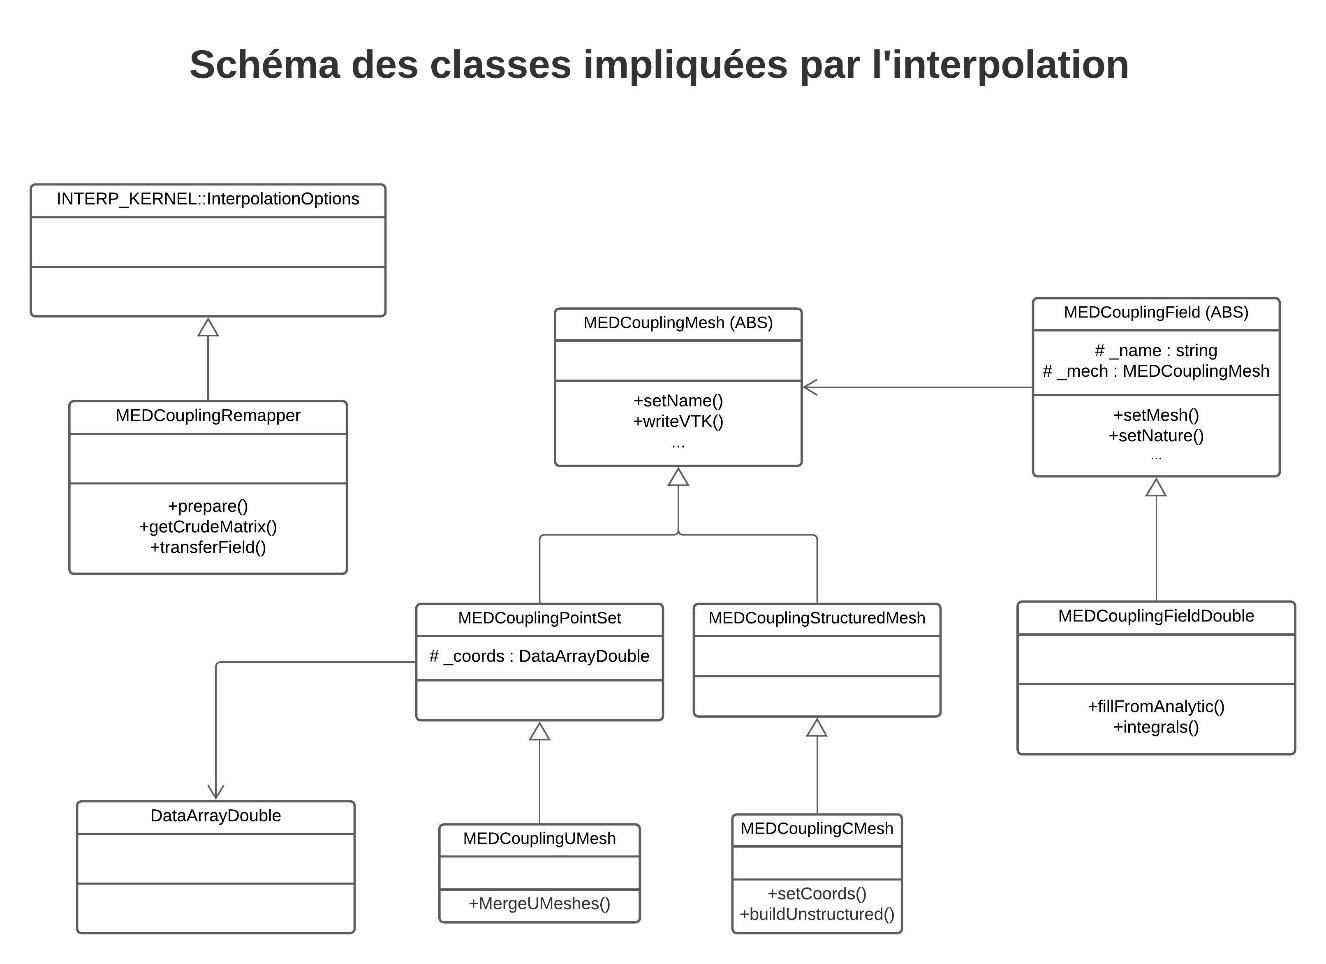 Schéma des classes impliquées par l'interpolation
INTERP_KERNEL::InterpolationOptions
MEDCouplingRemapper
+prepare()
+getCrudeMatrix()
+transferField()
MEDCouplingMesh (ABS)
+setName()
+writeVTK()
...
MEDCouplingField (ABS)
# _name : string
# _mech : MEDCouplingMesh
+setMesh()
+setNature()
...
MEDCouplingPointSet
# _coords : DataArrayDouble
MEDCouplingStructuredMesh
MEDCouplingFieldDouble
+fillFromAnalytic()
+integrals()
DataArrayDouble
MEDCouplingUMesh
+MergeUMeshes()
MEDCouplingCMesh
+setCoords()
+buildUnstructured()